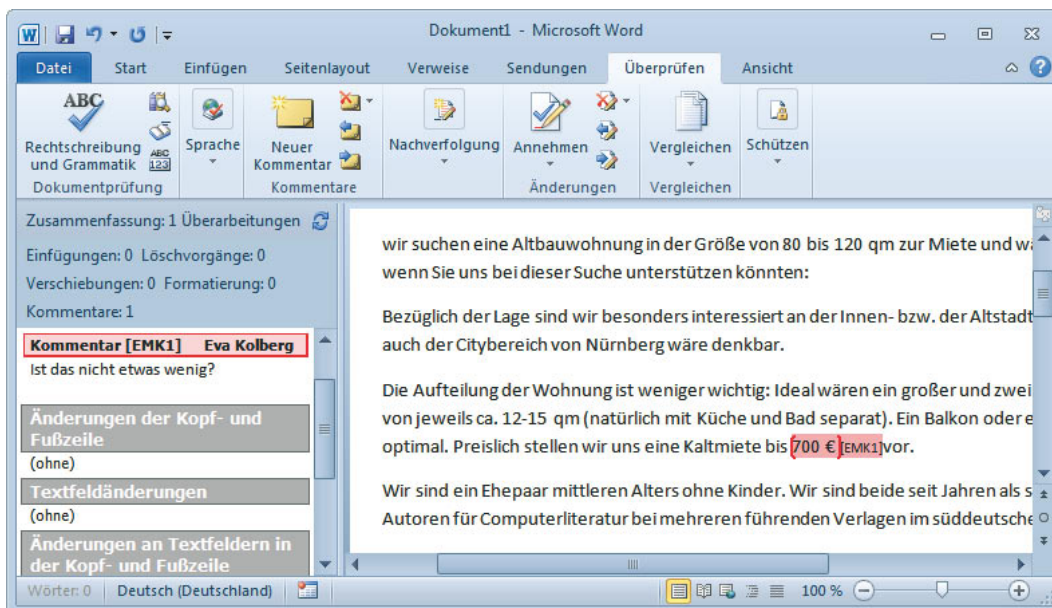 Dokument1 - Microsoft Word
Datei Start Einfügen Seitenlayout Verweise Sendungen Überprüfen Ansicht
ABC
Rechtschreibung und Grammatik
ABC 123
Sprache
Neuer Kommentar
Nachverfolgung
Annehmen
Vergleichen
Schützen
Dokumentprüfung Kommentare Änderungen Vergleichen
Zusammenfassung: 1 Überarbeitungen
Einfügungen: 0 Löschvorgänge: 0
Verschiebungen: 0 Formatierung: 0
Kommentare: 1
Kommentar [EMK1] Eva Kolberg
Ist das nicht etwas wenig?
Änderungen der Kopf- und
Fußzeile
(ohne)
Textfeldänderungen
(ohne)
Änderungen an Textfeldern in
der Kopf- und Fußzeile
wir suchen eine Altbauwohnung in der Größe von 80 bis 120 qm zur Miete und
wenn Sie uns bei dieser Suche unterstützen könnten:
Bezüglich der Lage sind wir besonders interessiert an der Innen- bzw. der Altstadt
auch der Citybereich von Nürnberg wäre denkbar.
Die Aufteilung der Wohnung ist weniger wichtig: Ideal wären ein großer und zwei
von jeweils ca. 12-15 qm (natürlich mit Küche und Bad separat). Ein Balkon oder e
optimal. Preislich stellen wir uns eine Kaltmiete bis 700 € [EMK1] vor.
Wir sind ein Ehepaar mittleren Alters ohne Kinder. Wir sind beide seit Jahren als s
Autoren für Computerliteratur bei mehreren führenden Verlagen im süddeutsche
Wörter: 0 Deutsch (Deutschland) 100 %